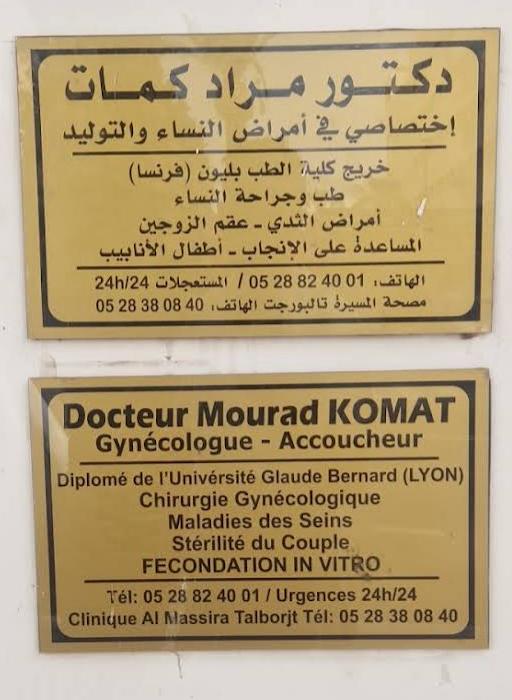 دكتور مراد كمات
إختصاصي في أمراض النساء والتوليد
خريج كلية الطب بليون (فرنسا)
طب وجراحة النساء
أمراض الثدي - عقم الزوجين
المساعدة على الإنجاب - أطفال الأنابيب
الهاتف: 05 28 82 40 01 / المستعجلات 24h/24
مصحة المسيرة تالبورجت الهاتف: 05 28 38 08 40
Docteur Mourad KOMAT
Gynécologue - Accoucheur
Diplomé de l'Univérsité Glaude Bernard (LYON)
Chirurgie Gynécologique
Maladies des Seins
Stérilité du Couple
FECONDATION IN VITRO
Tél: 05 28 82 40 01 / Urgences 24h/24
Clinique Al Massira Talborjt Tél: 05 28 38 08 40